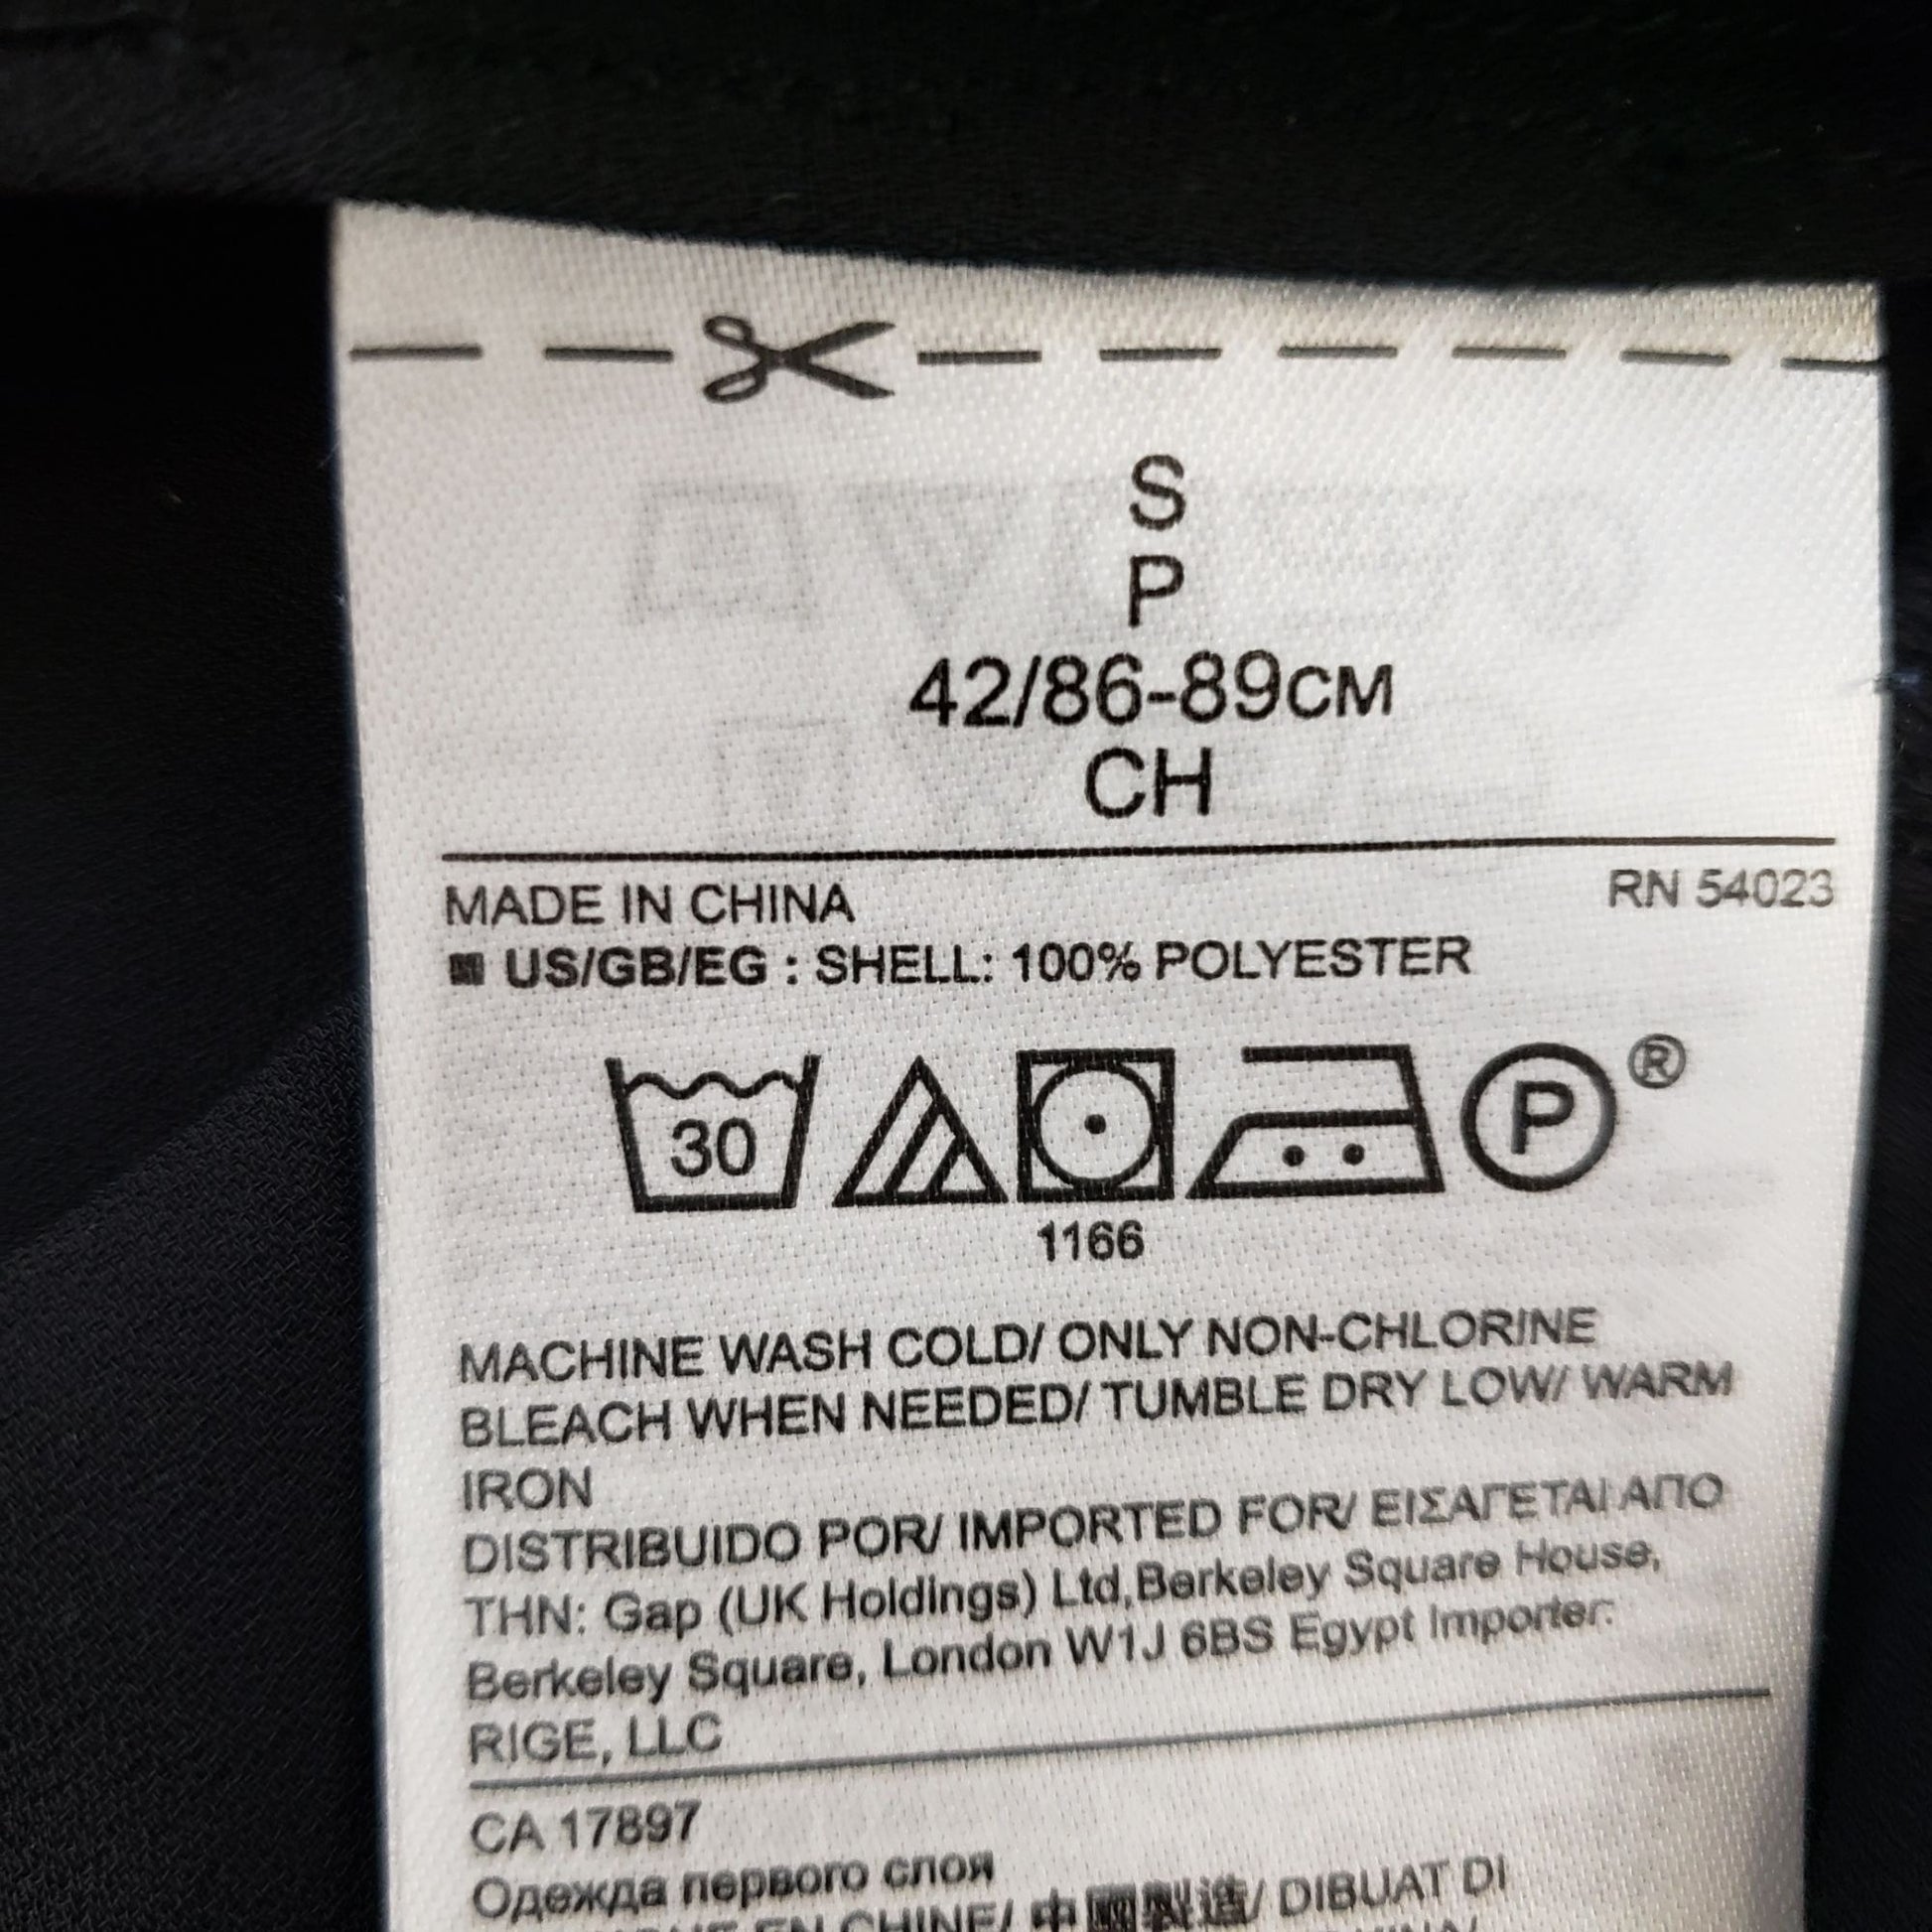 S
P
42/86-89CM
CH
MADE IN CHINA RN 54023
US/GB/EG : SHELL: 100% POLYESTER
30 P ®
1166
MACHINE WASH COLD/ ONLY NON-CHLORINE
BLEACH WHEN NEEDED/ TUMBLE DRY LOW/ WARM
IRON
DISTRIBUIDO POR/ IMPORTED FOR/ ΕΙΣΑΓΕΤΑΙ ΑΠΟ
THN: Gap (UK Holdings) Ltd,Berkeley Square House,
Berkeley Square, London W1J 6BS Egypt Importer:
RIGE, LLC
CA 17897
Одежда первого слоя
EN CHINE/ 中國製造/ DIBUAT DI